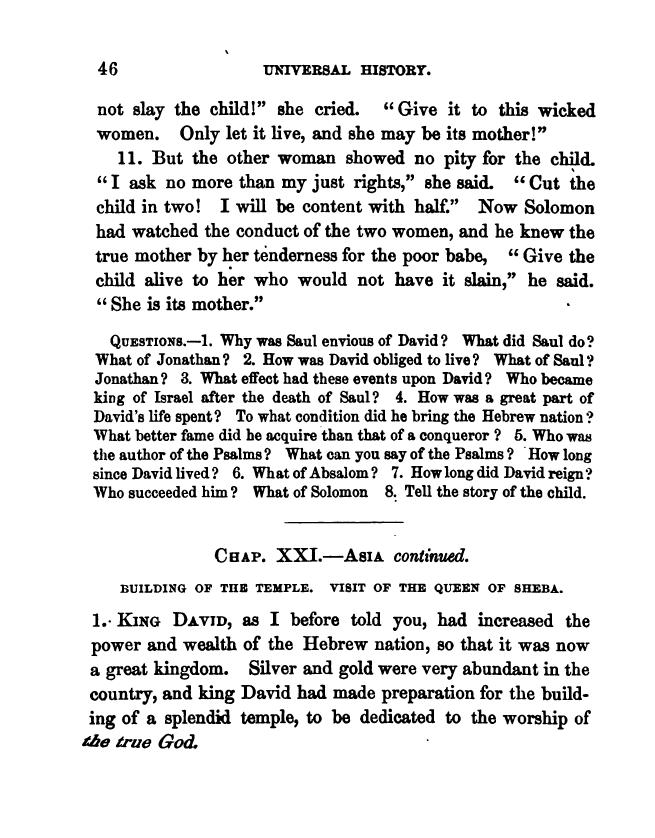 46 UNIVERSAL HISTORY.
not slay the child!” she cried. “Give it to this wicked
women. Only let it live, and she may be its mother!”
11. But the other woman showed no pity for the child.
“I ask no more than my just rights,” she said. “Cut the
child in two! I will be content with half.” Now Solomon
had watched the conduct of the two women, and he knew the
true mother by her tenderness for the poor babe, “Give the
child alive to her who would not have it slain,” he said.
“She is its mother.”
QUESTIONS.—1. Why was Saul envious of David? What did Saul do?
What of Jonathan? 2. How was David obliged to live? What of Saul?
Jonathan? 3. What effect had these events upon David? Who became
king of Israel after the death of Saul? 4. How was a great part of
David's life spent? To what condition did he bring the Hebrew nation?
What better fame did he acquire than that of a conqueror? 5. Who was
the author of the Psalms? What can you say of the Psalms? How long
since David lived? 6. What of Absalom? 7. How long did David reign?
Who succeeded him? What of Solomon 8. Tell the story of the child.
CHAP. XXI.—ASIA continued.
BUILDING OF THE TEMPLE. VISIT OF THE QUEEN OF SHEBA.
1. KING DAVID, as I before told you, had increased the
power and wealth of the Hebrew nation, so that it was now
a great kingdom. Silver and gold were very abundant in the
country, and king David had made preparation for the build-
ing of a splendid temple, to be dedicated to the worship of
the true God.